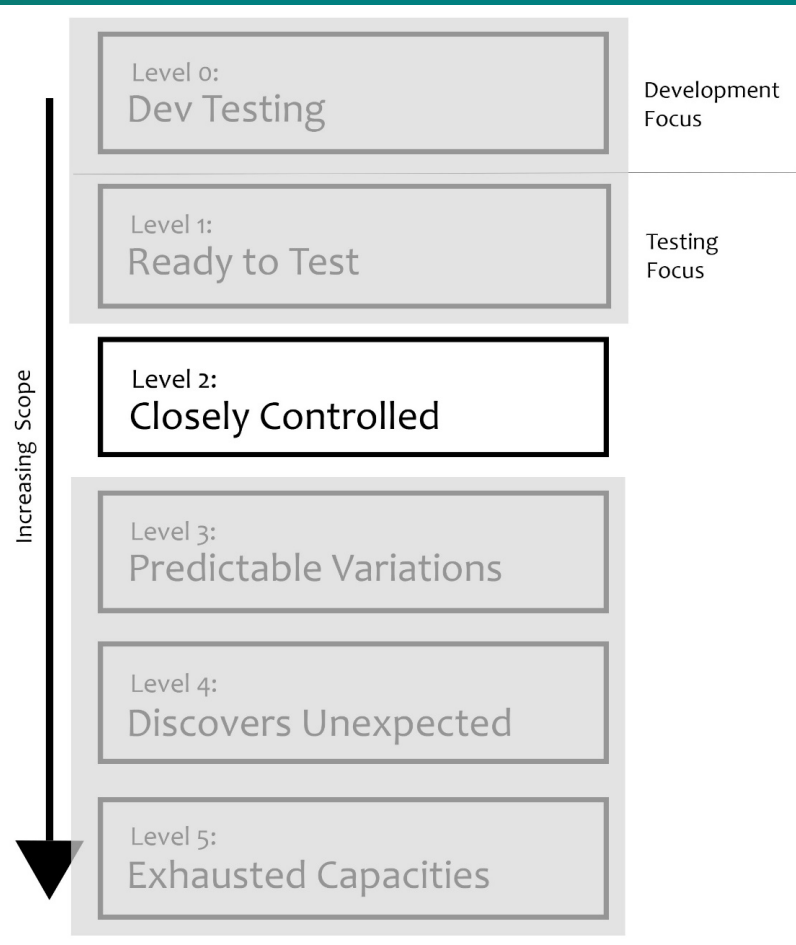 Level 0:
Dev Testing
Development
Focus
Level 1:
Ready to Test
Testing
Focus
Level 2:
Closely Controlled
Increasing Scope
Level 3:
Predictable Variations
Level 4:
Discovers Unexpected
Level 5:
Exhausted Capacities